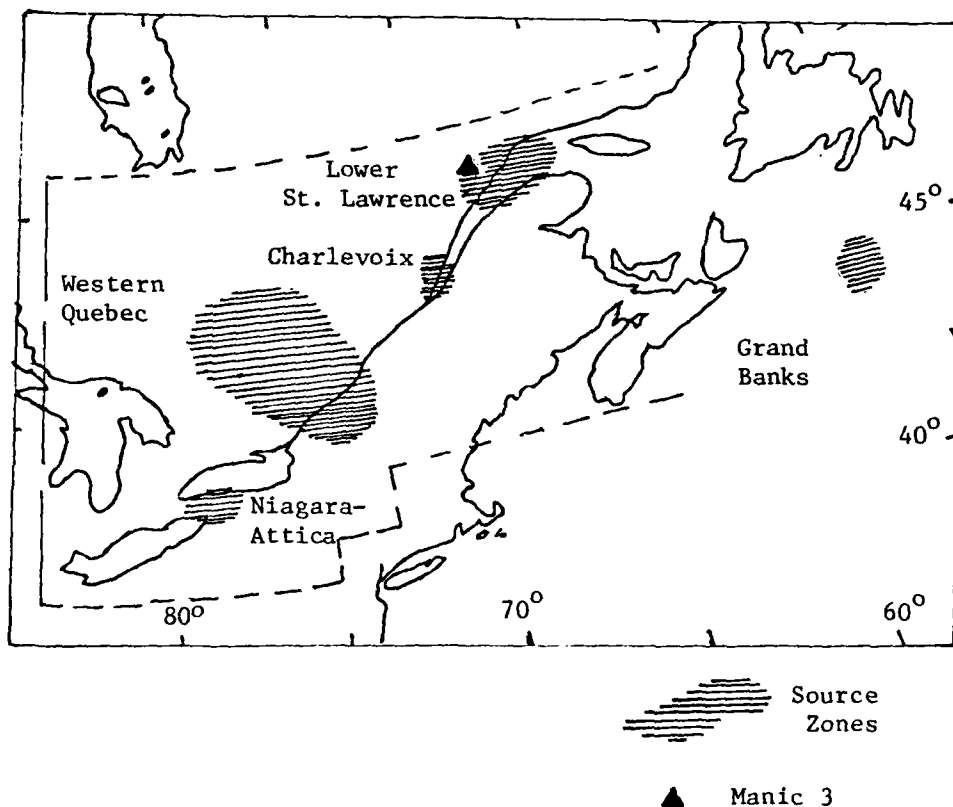 Lower
St. Lawrence
45°
Charlevoix
Western
Quebec
Grand
Banks
40°
Niagara-
Attica
80°
70°
60°
Source
Zones
Manic 3